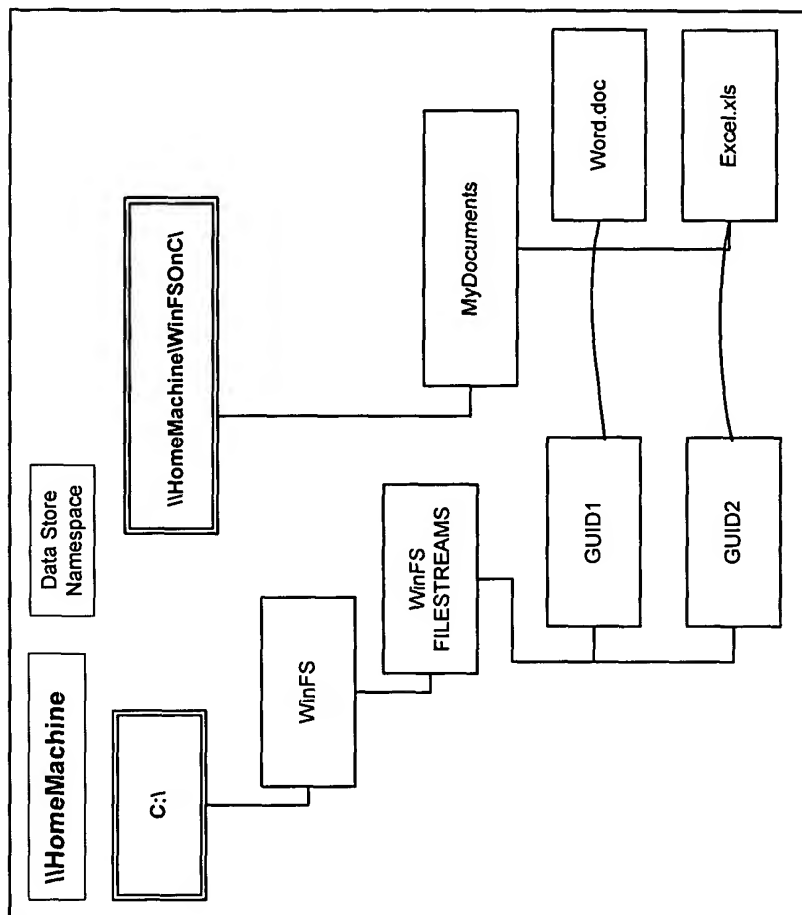 \\HomeMachine
Data Store
Namespace
C:\
\\HomeMachine\WinFSOnC\
WinFS
WinFS
FILESTREAMS
MyDocuments
GUID1
Word.doc
GUID2
Excel.xls